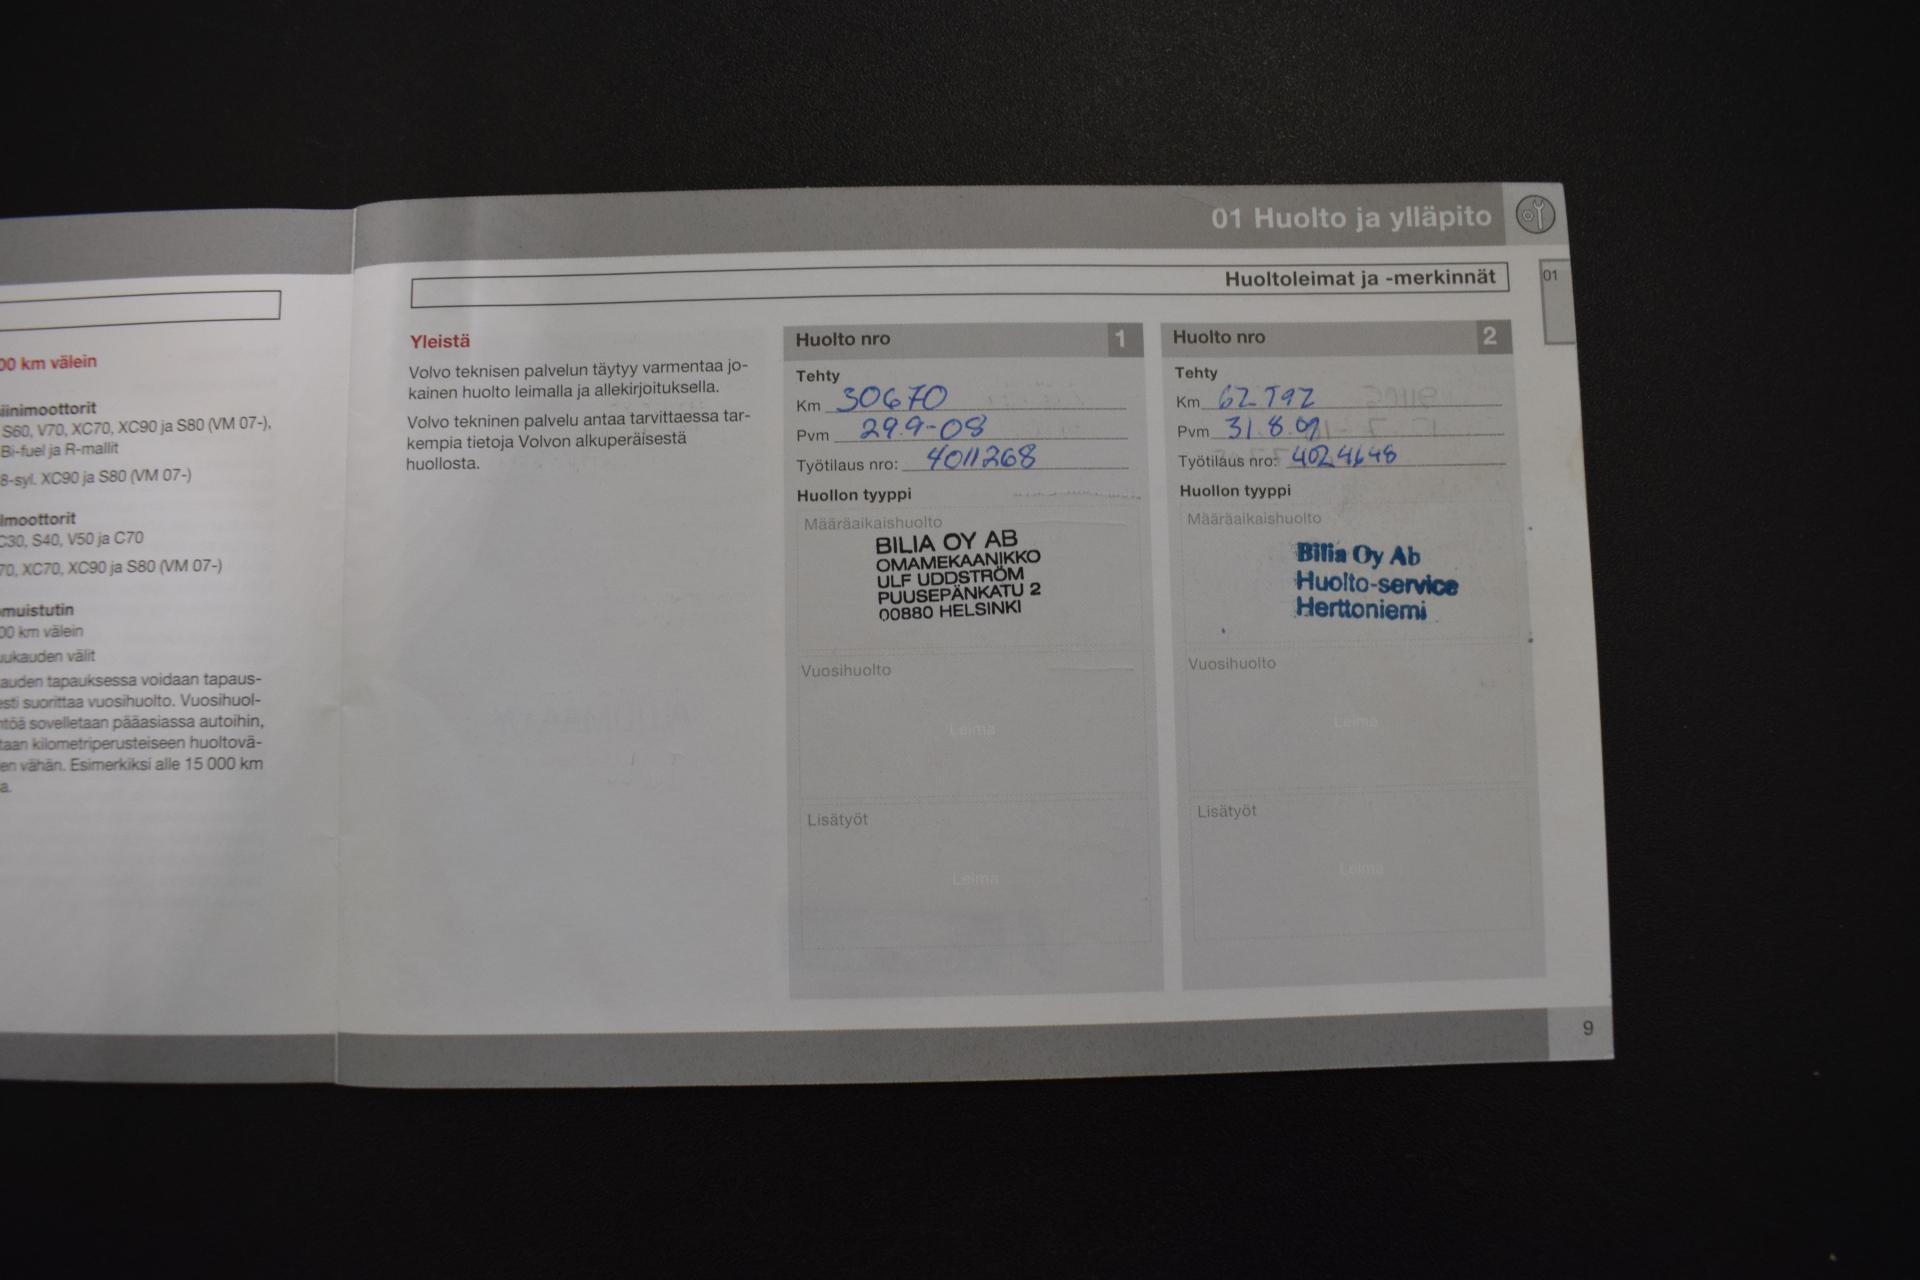 00 km välein
iinimoottorit
S60, V70, XC70, XC90 ja S80 (VM 07-),
Bi-fuel ja R-mallit
8-syl. XC90 ja S80 (VM 07-)
lmoottorit
C30, S40, V50 ja C70
70, XC70, XC90 ja S80 (VM 07-)
muistutin
00 km välein
uukauden välit
auden tapauksessa voidaan tapaus-
esti suorittaa vuosihuolto. Vuosihuol-
ntöä sovelletaan pääasiassa autoihin,
taan kilometriperusteiseen huoltovä-
en vähän. Esimerkiksi alle 15 000 km
a.
01 Huolto ja ylläpito
Huoltoleimat ja -merkinnät
01
Yleistä
Volvo teknisen palvelun täytyy varmentaa jo-
kainen huolto leimalla ja allekirjoituksella.
Volvo tekninen palvelu antaa tarvittaessa tar-
kempia tietoja Volvon alkuperäisestä
huollosta.
Huolto nro 1
Tehty
Km 30670
Pvm 29.9-08
Työtilaus nro: 4011268
Huollon tyyppi
Määräaikaishuolto
BILIA OY AB
OMAMEKAANIKKO
ULF UDDSTRÖM
PUUSEPÄNKATU 2
00880 HELSINKI
Vuosihuolto
Leima
Lisätyöt
Leima
Huolto nro 2
Tehty
Km
Pvm 31.8.09
Työtilaus nro: 4024648
Huollon tyyppi
Määräaikaishuolto
Bilia Oy Ab
Huolto-service
Herttoniemi
Vuosihuolto
Leima
Lisätyöt
Leima
9